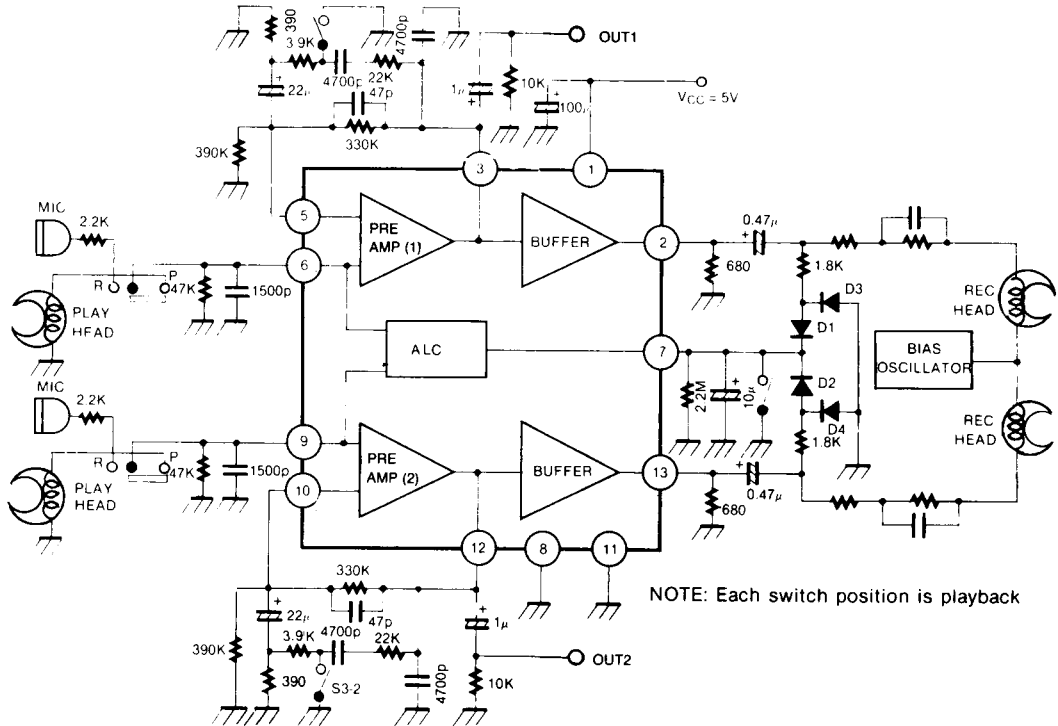 390
3.9K
4700p
22K
4700p
OUT1
22μ
47p
1μ
10K
100μ
VCC = 5V
390K
330K
3
1
MIC
2.2K
5
PRE
AMP (1)
BUFFER
2
0.47μ
680
1.8K
6
R
P
47K
1500p
PLAY
HEAD
D3
D1
REC
HEAD
ALC
7
BIAS
OSCILLATOR
MIC
2.2K
2.2M
10μ
D2
D4
1.8K
REC
HEAD
9
R
P
47K
1500p
PLAY
HEAD
10
PRE
AMP (2)
BUFFER
13
0.47μ
680
12
8
11
330K
47p
22μ
1μ
NOTE: Each switch position is playback
390K
3.9K
4700p
22K
OUT2
390
S3-2
4700p
10K